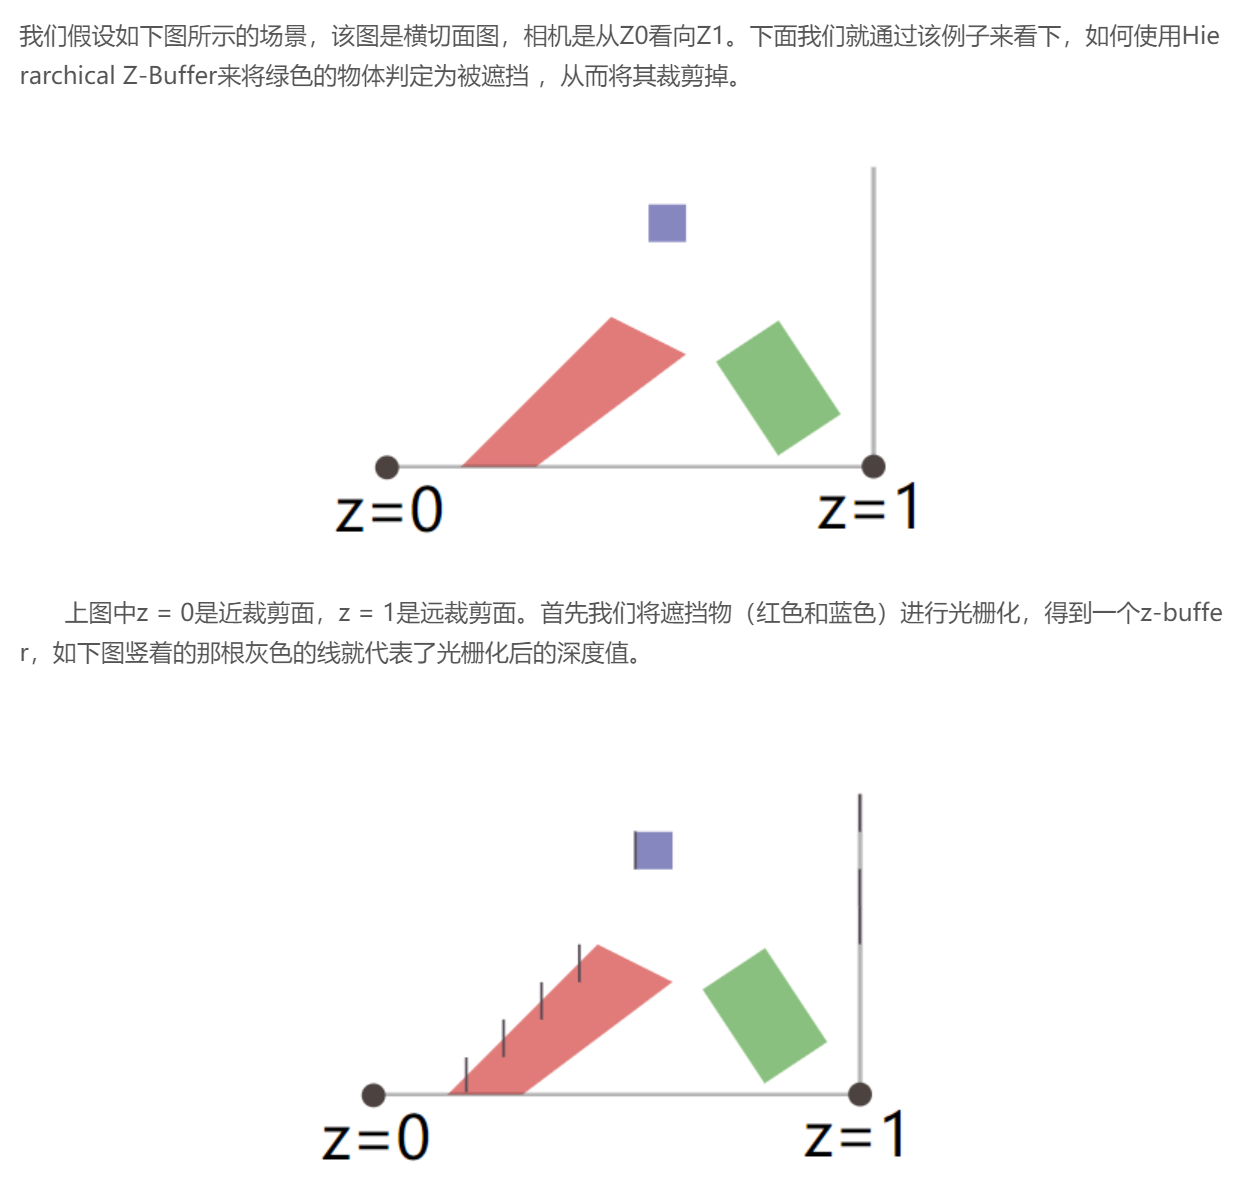 我们假设如下图所示的场景，该图是横切面图，相机是从Z0看向Z1。下面我们就通过该例子来看下，如何使用Hie
rarchical Z-Buffer来将绿色的物体判定为被遮挡 ，从而将其裁剪掉。
z=0
z=1
上图中z = 0是近裁剪面，z = 1是远裁剪面。首先我们将遮挡物（红色和蓝色）进行光栅化，得到一个z-buffe
r，如下图竖着的那根灰色的线就代表了光栅化后的深度值。
z=0
z=1